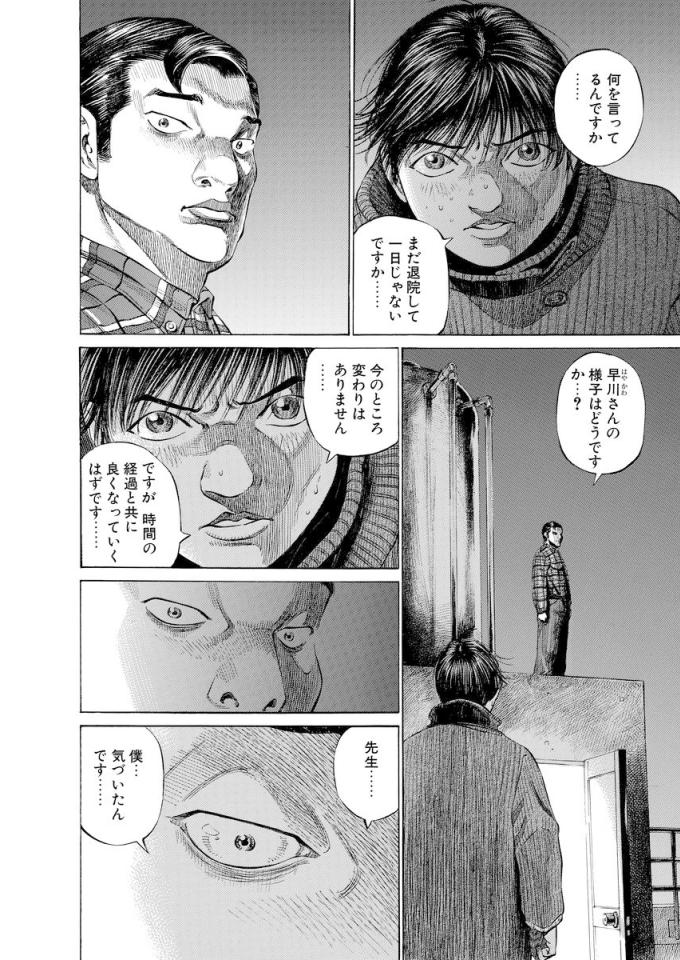 何を言って
るんですか
……
まだ退院して
一日じゃない
ですか……
早川さんの
はやかわ
様子はどうです
か…?
今のところ
変わりは
ありません
……
ですが 時間の
経過と共に
良くなっていく
はずです……
先生……
僕…
気づいたん
です……